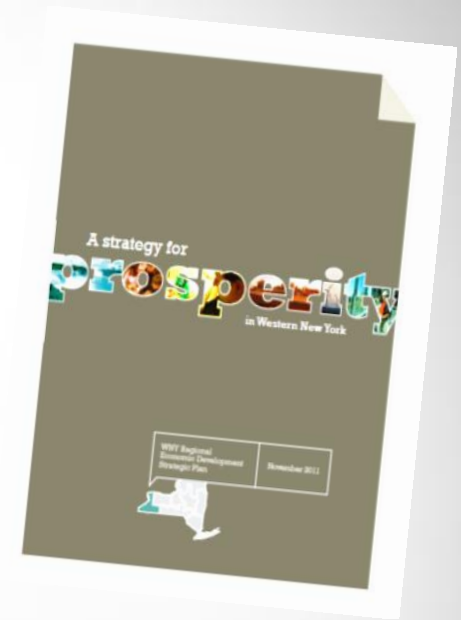 A strategy for
prosperity
in Western New York
WNY Regional
Economic Development
Strategic Plan
November 2011